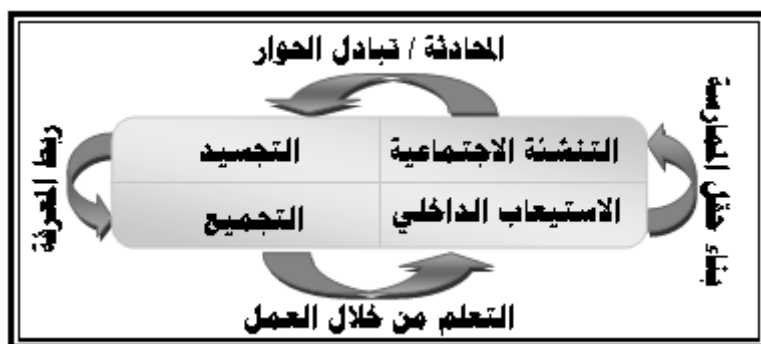 المحادثة / تبادل الحوار
التنشئة الاجتماعية
التجسيد
الاستيعاب الداخلي
التجميع
ربط المعرفة
بناء حقل الممارسة
التعلم من خلال العمل